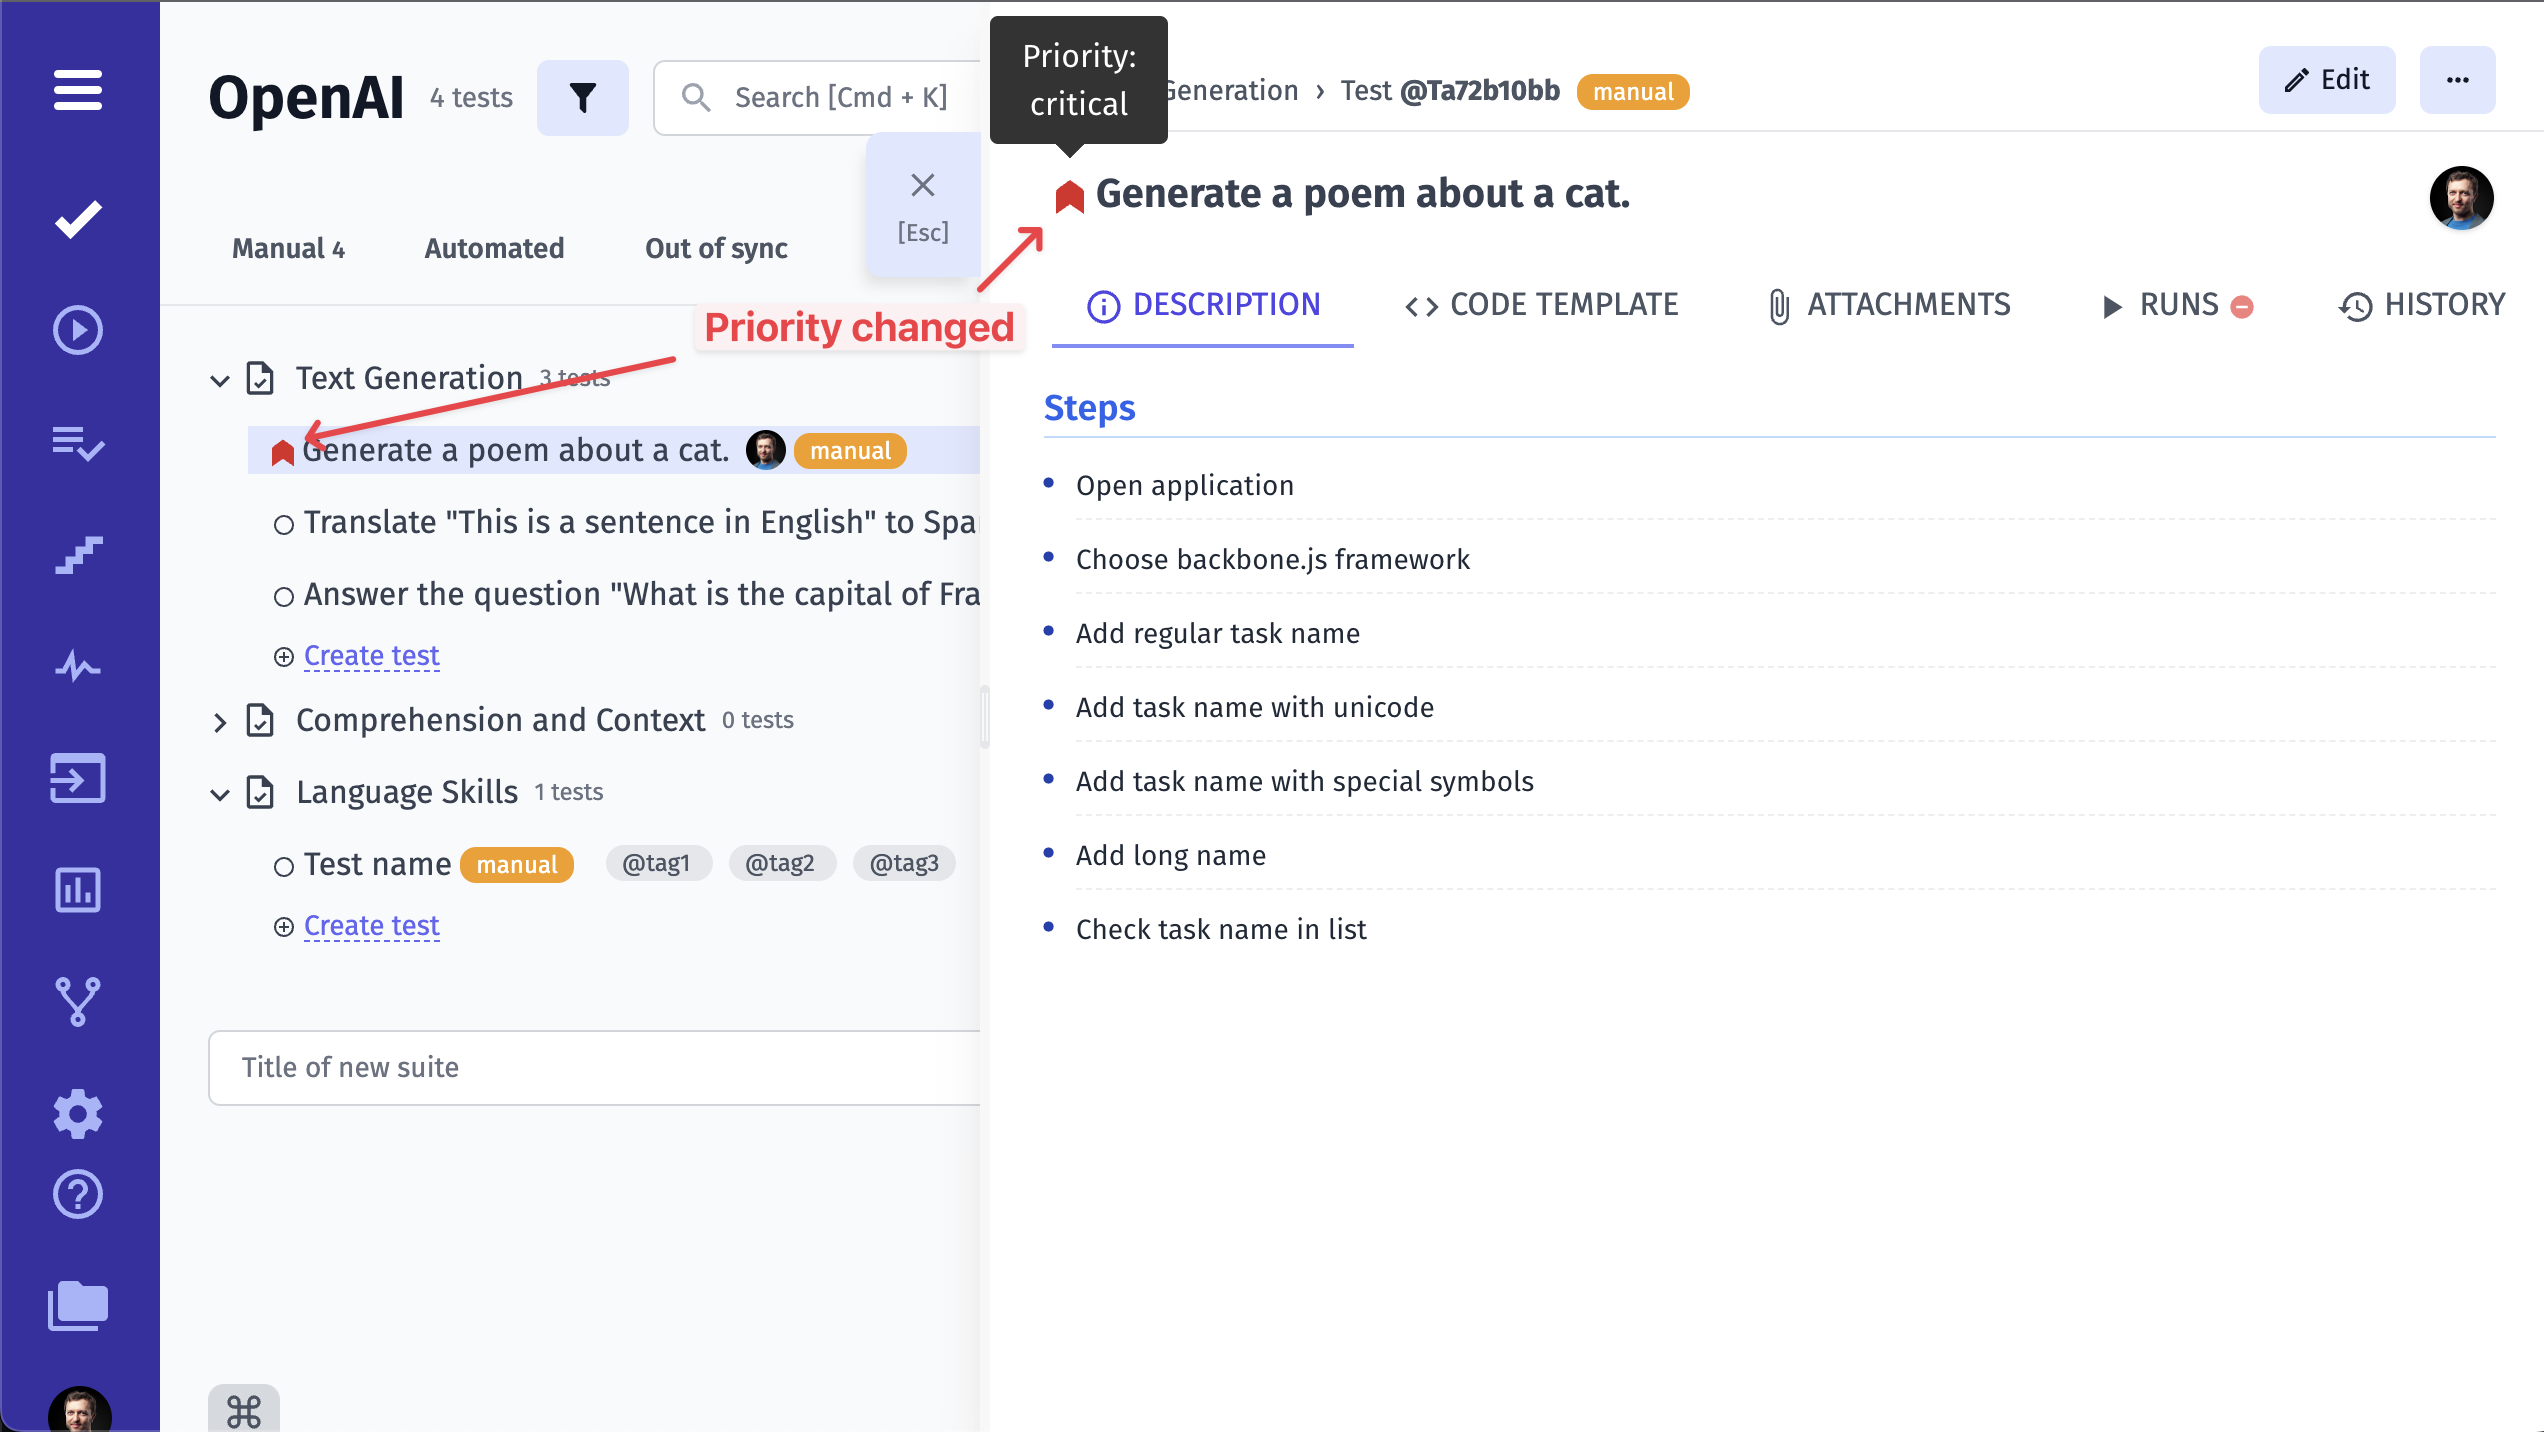 OpenAI 4 tests
Search [Cmd + K]
[Esc]
Manual 4 Automated Out of sync
Priority changed
Text Generation 3 tests
Generate a poem about a cat. manual
Translate "This is a sentence in English" to
Answer the question "What is the capital of
Create test
Comprehension and Context 0 tests
Language Skills 1 tests
Test name manual @tag1 @tag2 @tag3
Create test
Title of new suite
Priority:
critical
Generation › Test @Ta72b10bb manual
Edit
Generate a poem about a cat.
DESCRIPTION CODE TEMPLATE ATTACHMENTS RUNS HISTORY
Steps
• Open application
• Choose backbone.js framework
• Add regular task name
• Add task name with unicode
• Add task name with special symbols
• Add long name
• Check task name in list